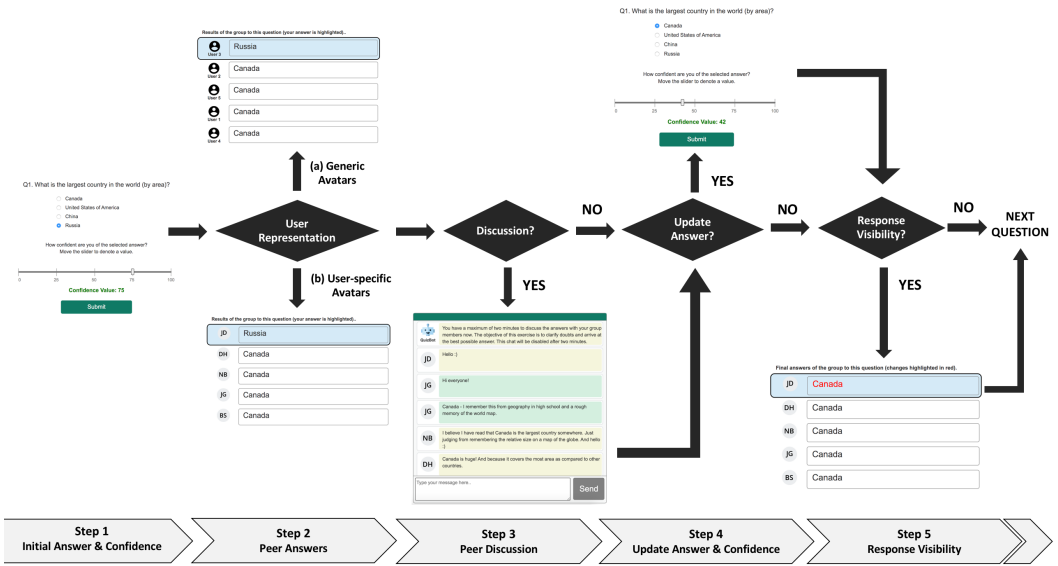 Q1. What is the largest country in the world (by area)?
Canada
United States of America
China
Russia
How confident are you of the selected answer?
Move the slider to denote a value.
0 25 50 75 100
Confidence Value: 75
Submit
Results of the group to this question (your answer is highlighted)..
User 3 Russia
User 2 Canada
User 5 Canada
User 1 Canada
User 4 Canada
(a) Generic
Avatars
User
Representation
(b) User-specific
Avatars
Results of the group to this question (your answer is highlighted)..
JD Russia
DH Canada
NB Canada
JG Canada
BS Canada
Discussion?
NO
YES
QuizBot
You have a maximum of two minutes to discuss the answers with your group
members now. The objective of this exercise is to clarify doubts and arrive at
the best possible answer. This chat will be disabled after two minutes.
JD Hello :)
JG Hi everyone!
JG
Canada - I remember this from geography in high school and a rough
memory of the world map.
NB
I believe I have read that Canada is the largest country somewhere. Just
judging from remembering the relative size on a map of the globe. And hello
:)
DH
Canada is huge! And because it covers the most area as compared to other
countries.
Type your message here..
Send
Q1. What is the largest country in the world (by area)?
Canada
United States of America
China
Russia
How confident are you of the selected answer?
Move the slider to denote a value.
0 25 50 75 100
Confidence Value: 42
Submit
YES
Update
Answer?
NO
Response
Visibility?
NO
NEXT
QUESTION
YES
Final answers of the group to this question (changes highlighted in red).
JD Canada
DH Canada
NB Canada
JG Canada
BS Canada
Step 1
Initial Answer & Confidence
Step 2
Peer Answers
Step 3
Peer Discussion
Step 4
Update Answer & Confidence
Step 5
Response Visibility